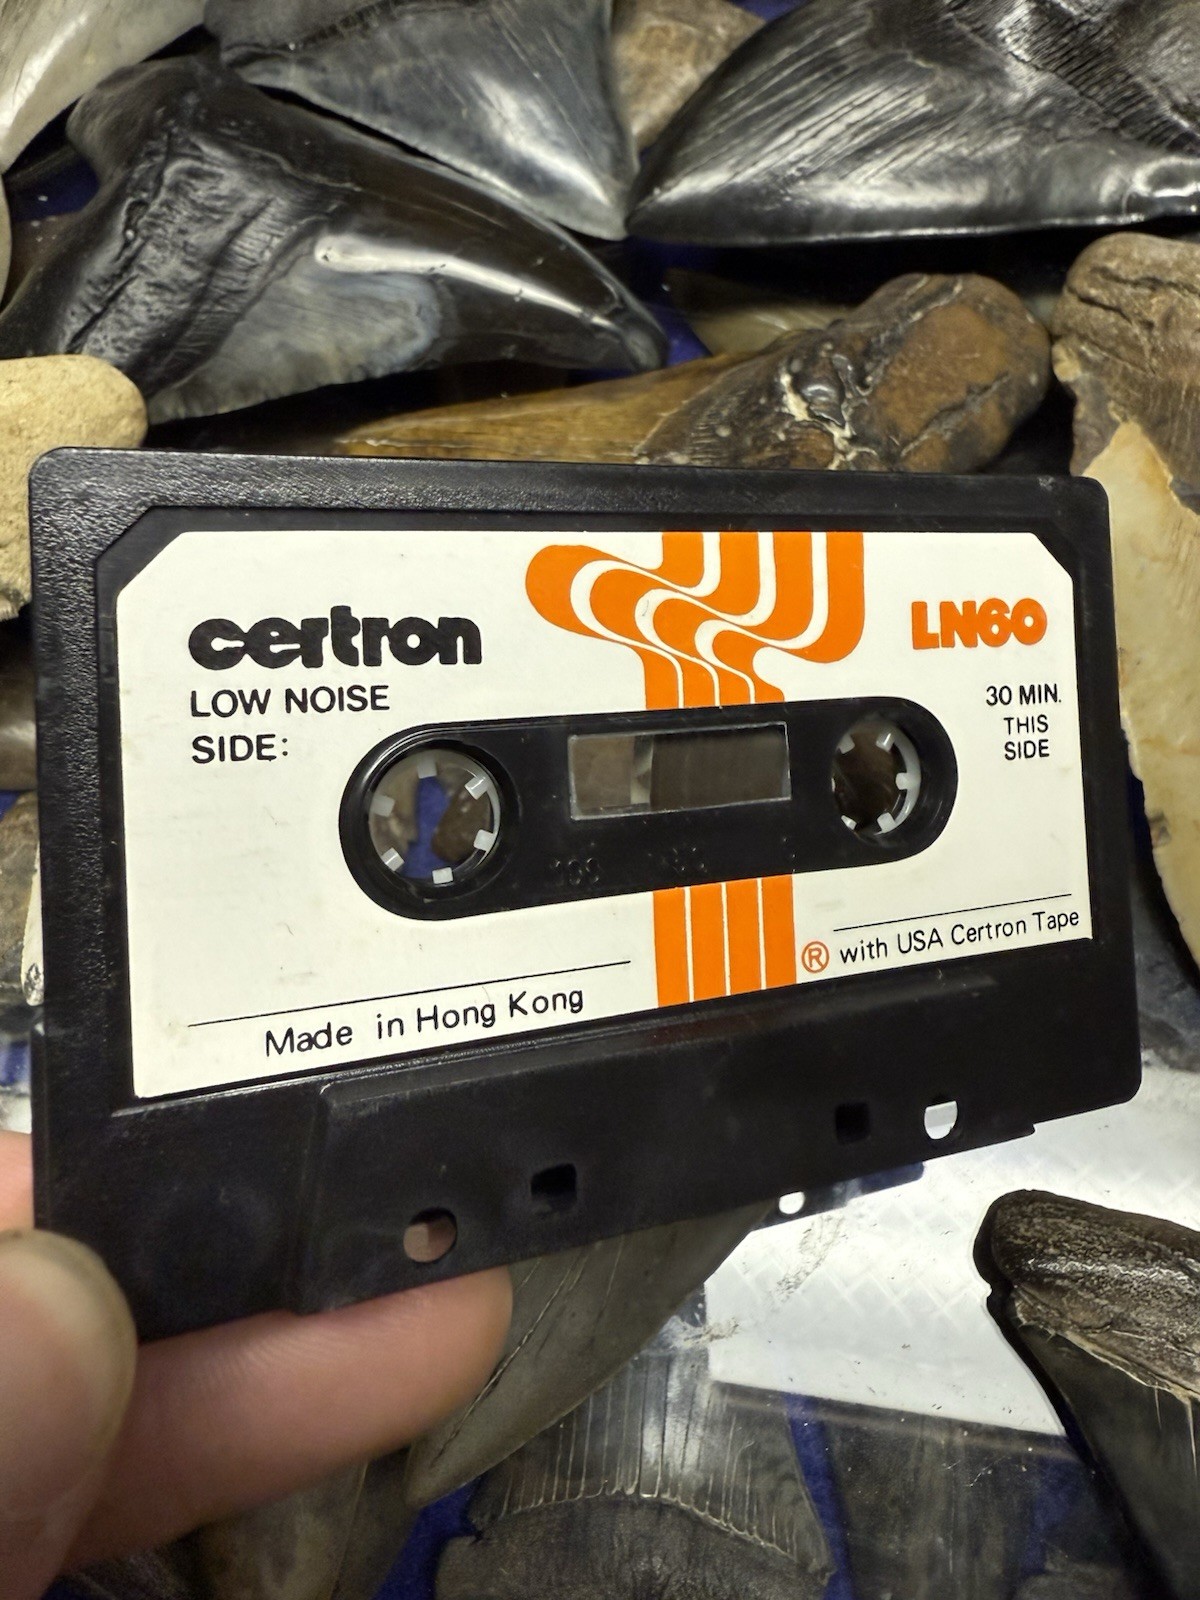 certron
LOW NOISE
SIDE:
LN60
30 MIN.
THIS
SIDE
Made in Hong Kong
® with USA Certron Tape